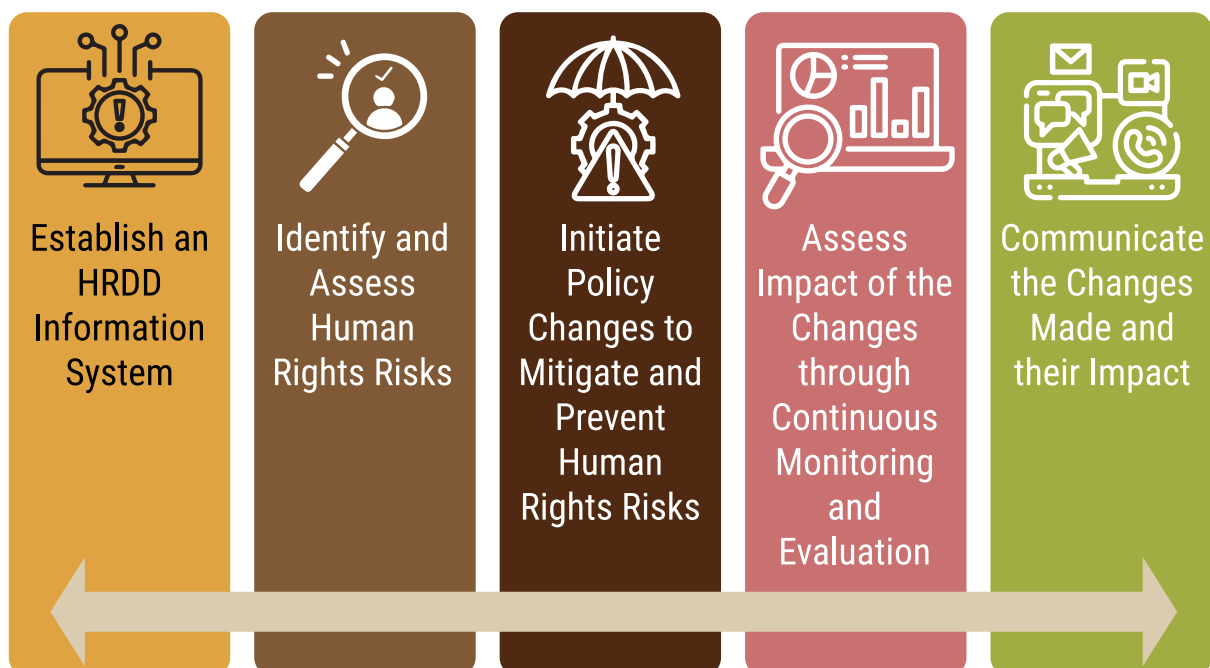 Establish an
HRDD
Information
System
Identify and
Assess
Human
Rights Risks
Initiate
Policy
Changes to
Mitigate and
Prevent
Human
Rights Risks
Assess
Impact of the
Changes
through
Continuous
Monitoring
and
Evaluation
Communicate
the Changes
Made and
their Impact